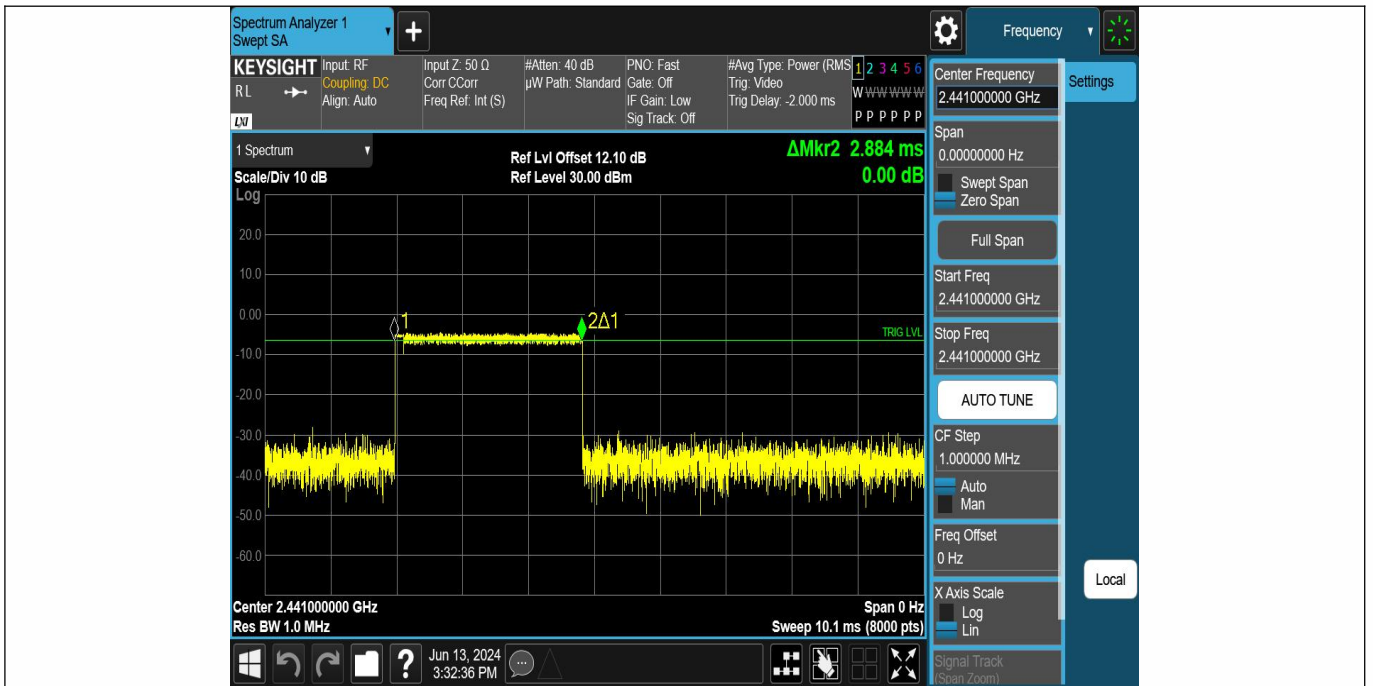 Spectrum Analyzer 1
Swept SA
+
Frequency
KEYSIGHT
RL
LXI
Input: RF
Coupling: DC
Align: Auto
Input Z: 50 Ω
Corr CCorr
Freq Ref: Int (S)
#Atten: 40 dB
µW Path: Standard
PNO: Fast
Gate: Off
IF Gain: Low
Sig Track: Off
#Avg Type: Power (RMS
Trig: Video
Trig Delay: -2.000 ms
1 2 3 4 5 6
W W W W W W
P P P P P P
1 Spectrum
Scale/Div 10 dB
Ref Lvl Offset 12.10 dB
Ref Level 30.00 dBm
ΔMkr2 2.884 ms
0.00 dB
Log
20.0
10.0
0.00
-10.0
-20.0
-30.0
-40.0
-50.0
-60.0
1
2Δ1
TRIG LVL
Center 2.441000000 GHz
Res BW 1.0 MHz
Span 0 Hz
Sweep 10.1 ms (8000 pts)
Center Frequency
2.441000000 GHz
Settings
Span
0.00000000 Hz
Swept Span
Zero Span
Full Span
Start Freq
2.441000000 GHz
Stop Freq
2.441000000 GHz
AUTO TUNE
CF Step
1.000000 MHz
Auto
Man
Freq Offset
0 Hz
X Axis Scale
Log
Lin
Signal Track
(Span Zoom)
Local
?
Jun 13, 2024
3:32:36 PM